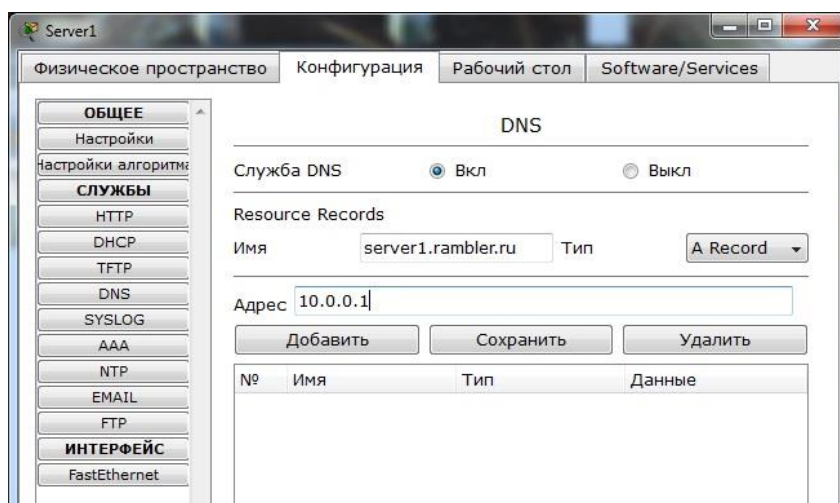 Server1
Физическое пространство Конфигурация Рабочий стол Software/Services
ОБЩЕЕ
Настройки
Настройки алгоритма
СЛУЖБЫ
HTTP
DHCP
TFTP
DNS
SYSLOG
AAA
NTP
EMAIL
FTP
ИНТЕРФЕЙС
FastEthernet
DNS
Служба DNS Вкл Выкл
Resource Records
Имя server1.rambler.ru Тип A Record
Адрес 10.0.0.1
Добавить Сохранить Удалить
№ Имя Тип Данные